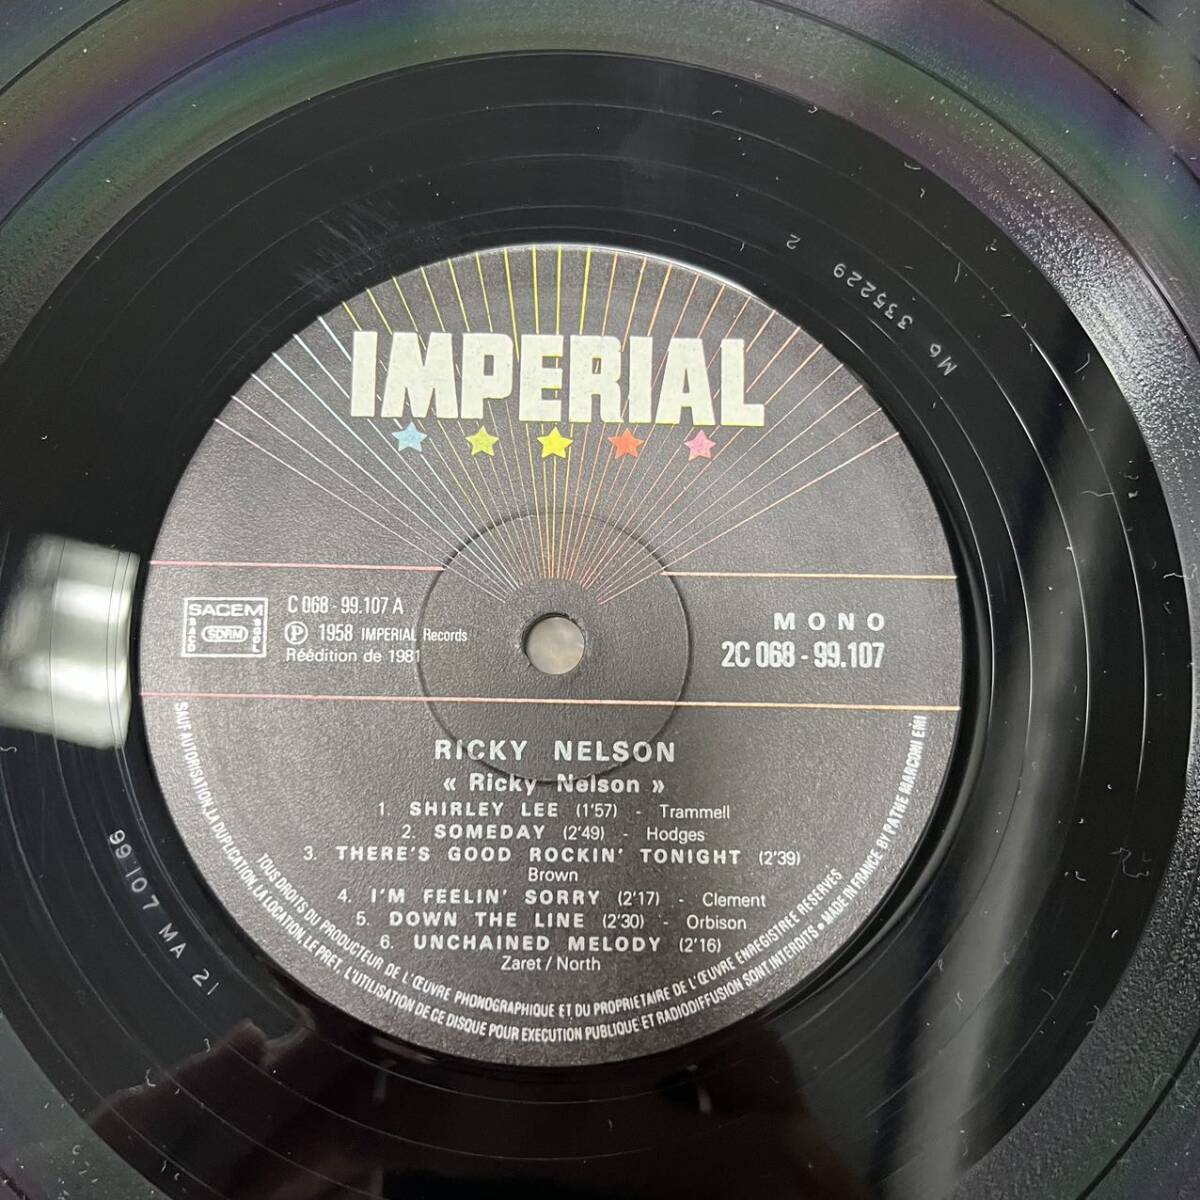 IMPERIAL
SACEM
SACD
SDRM
SGDL
C 068 - 99.107 A
Ⓟ 1958 IMPERIAL Records
Réédition de 1981
MONO
2C 068 - 99.107
RICKY NELSON
« Ricky Nelson »
1. SHIRLEY LEE (1'57) - Trammell
2. SOMEDAY (2'49) - Hodges
3. THERE'S GOOD ROCKIN' TONIGHT (2'39)
Brown
4. I'M FEELIN' SORRY (2'17) - Clement
5. DOWN THE LINE (2'30) - Orbison
6. UNCHAINED MELODY (2'16)
Zaret / North
TOUS DROITS DU PRODUCTEUR DE L'ŒUVRE PHONOGRAPHIQUE ET DU PROPRIETAIRE DE L'ŒUVRE ENREGISTREE RESERVES
SAUF AUTORISATION, LA DUPLICATION, LA LOCATION, LE PRET, L'UTILISATION DE CE DISQUE POUR EXECUTION PUBLIQUE ET RADIODIFFUSION SONT INTERDITS • MADE IN FRANCE BY PATHE MARCONI EMI
M6 335229 2
99.107 MA 21